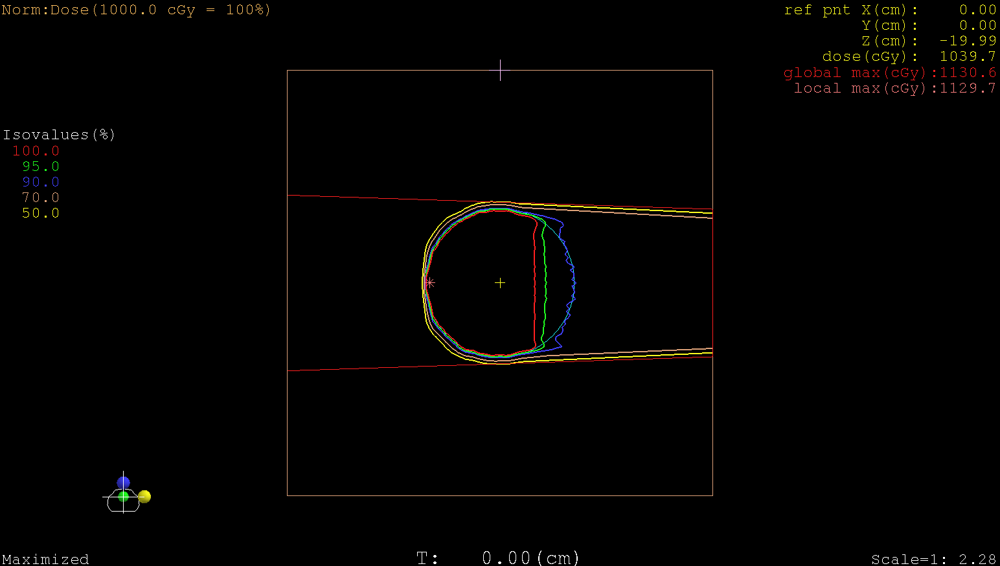 Norm:Dose(1000.0 cGy = 100%)
ref pnt X(cm): 0.00
Y(cm): 0.00
Z(cm): -19.99
dose(cGy): 1039.7
global max(cGy):1130.6
local max(cGy):1129.7
Isovalues(%)
100.0
95.0
90.0
70.0
50.0
Maximized
T: 0.00(cm)
Scale=1: 2.28